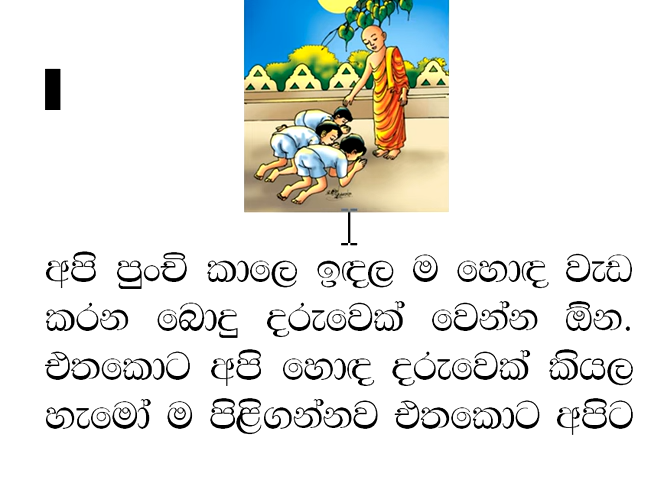 අපි පුංචි කාලෙ ඉඳල ම හොඳ වැඩ
කරන බොදු දරුවෙක් වෙන්න ඕන.
එතකොට අපි හොඳ දරුවෙක් කියල
හැමෝ ම පිළිගන්නව එතකොට අපිට